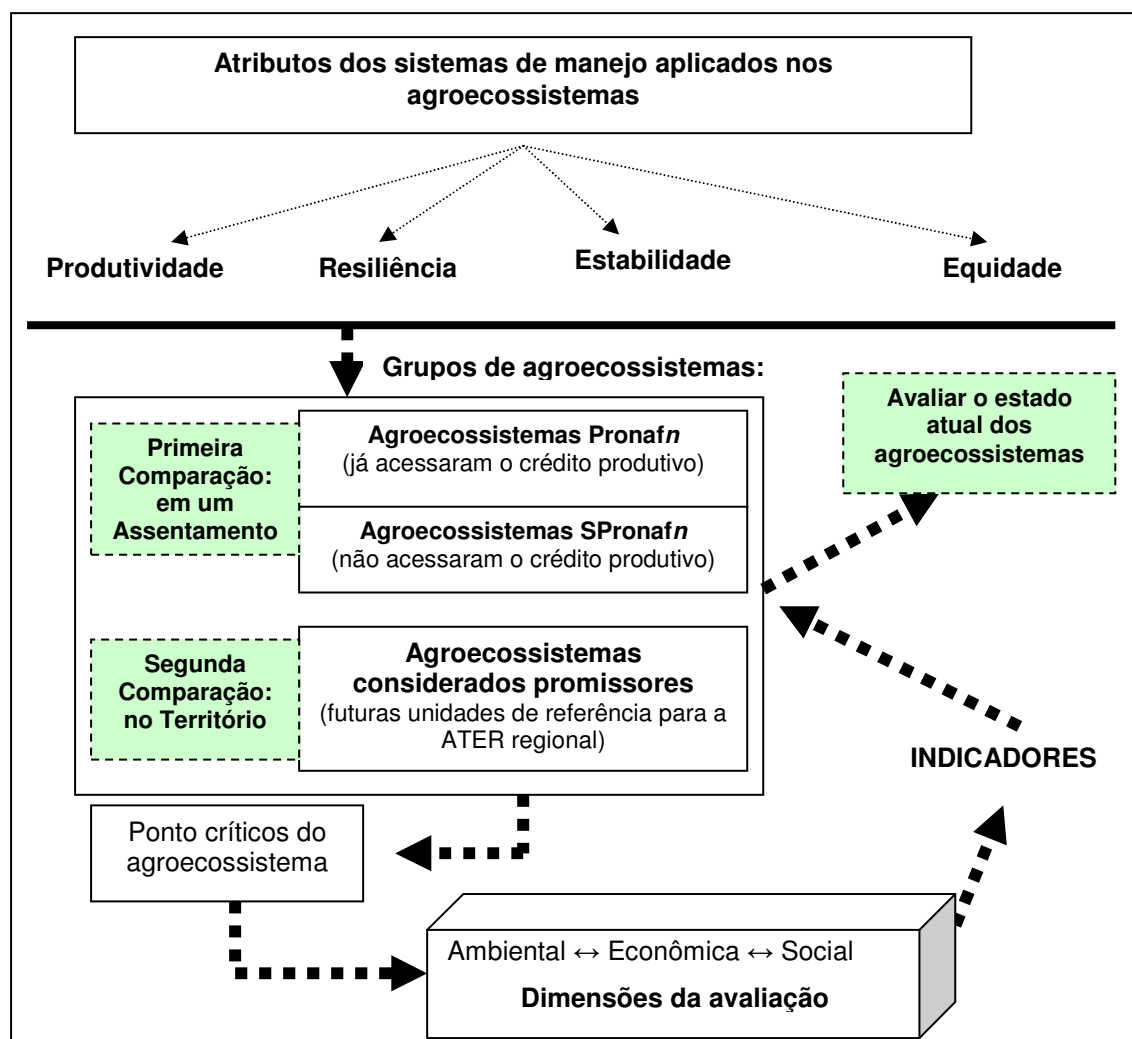 Atributos dos sistemas de manejo aplicados nos
agroecossistemas
Produtividade
Resiliência
Estabilidade
Equidade
Grupos de agroecossistemas:
Primeira
Comparação:
em um
Assentamento
Agroecossistemas Pronafn
(já acessaram o crédito produtivo)
Agroecossistemas SPronafn
(não acessaram o crédito produtivo)
Avaliar o estado
atual dos
agroecossistemas
Segunda
Comparação:
no Território
Agroecossistemas
considerados promissores
(futuras unidades de referência para a
ATER regional)
INDICADORES
Ponto críticos do
agroecossistema
Ambiental ↔ Econômica ↔ Social
Dimensões da avaliação